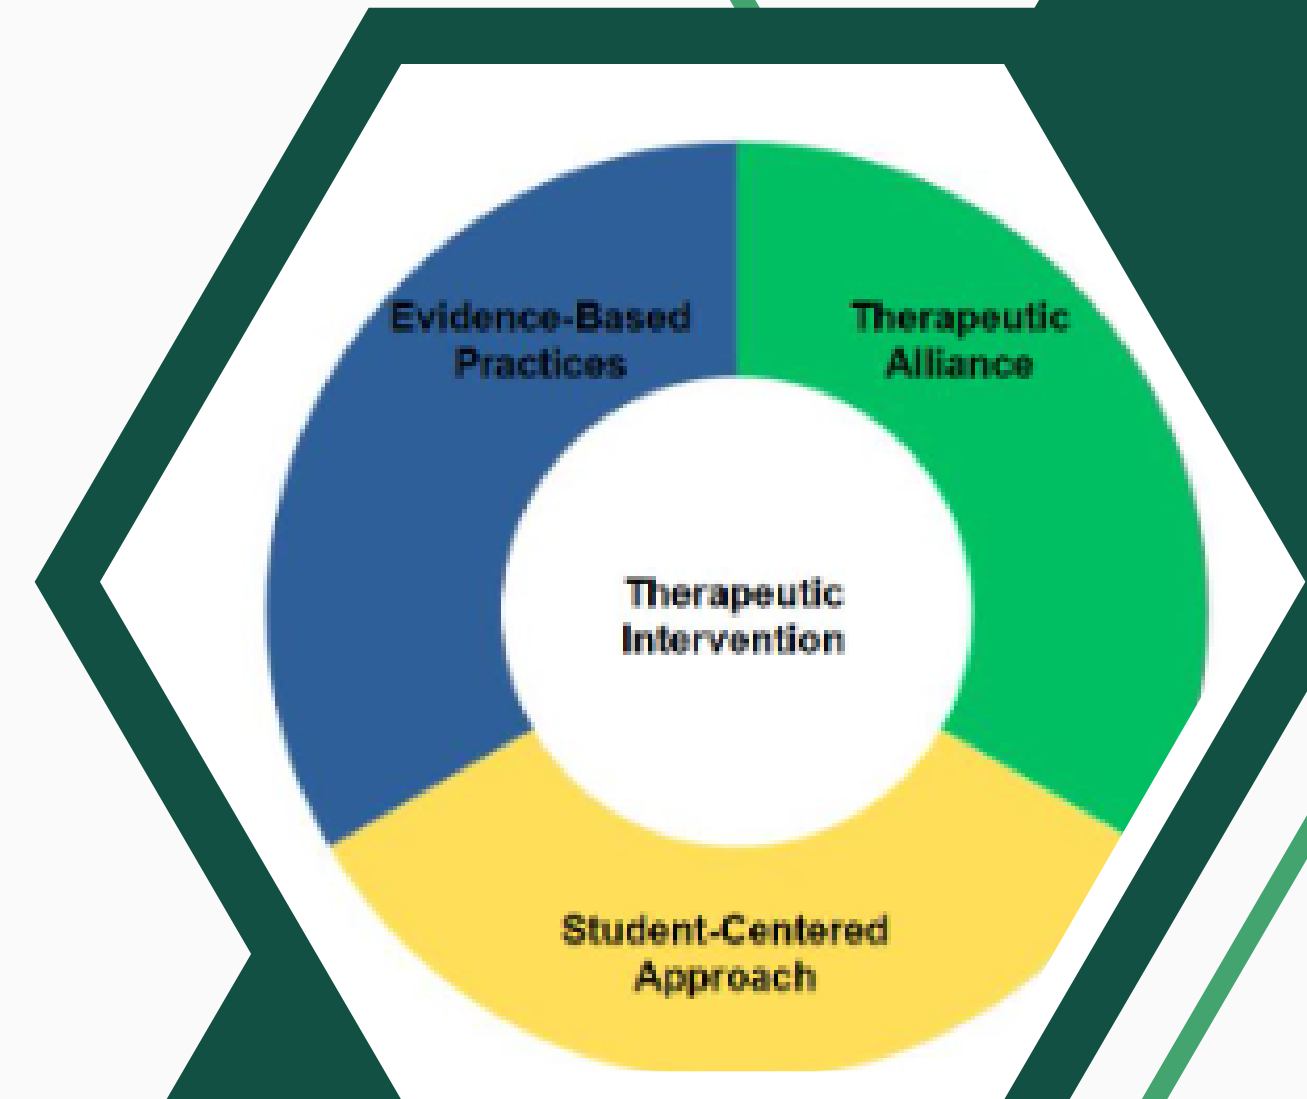 Evidence-Based
Practices
Therapeutic
Alliance
Therapeutic
Intervention
Student-Centered
Approach